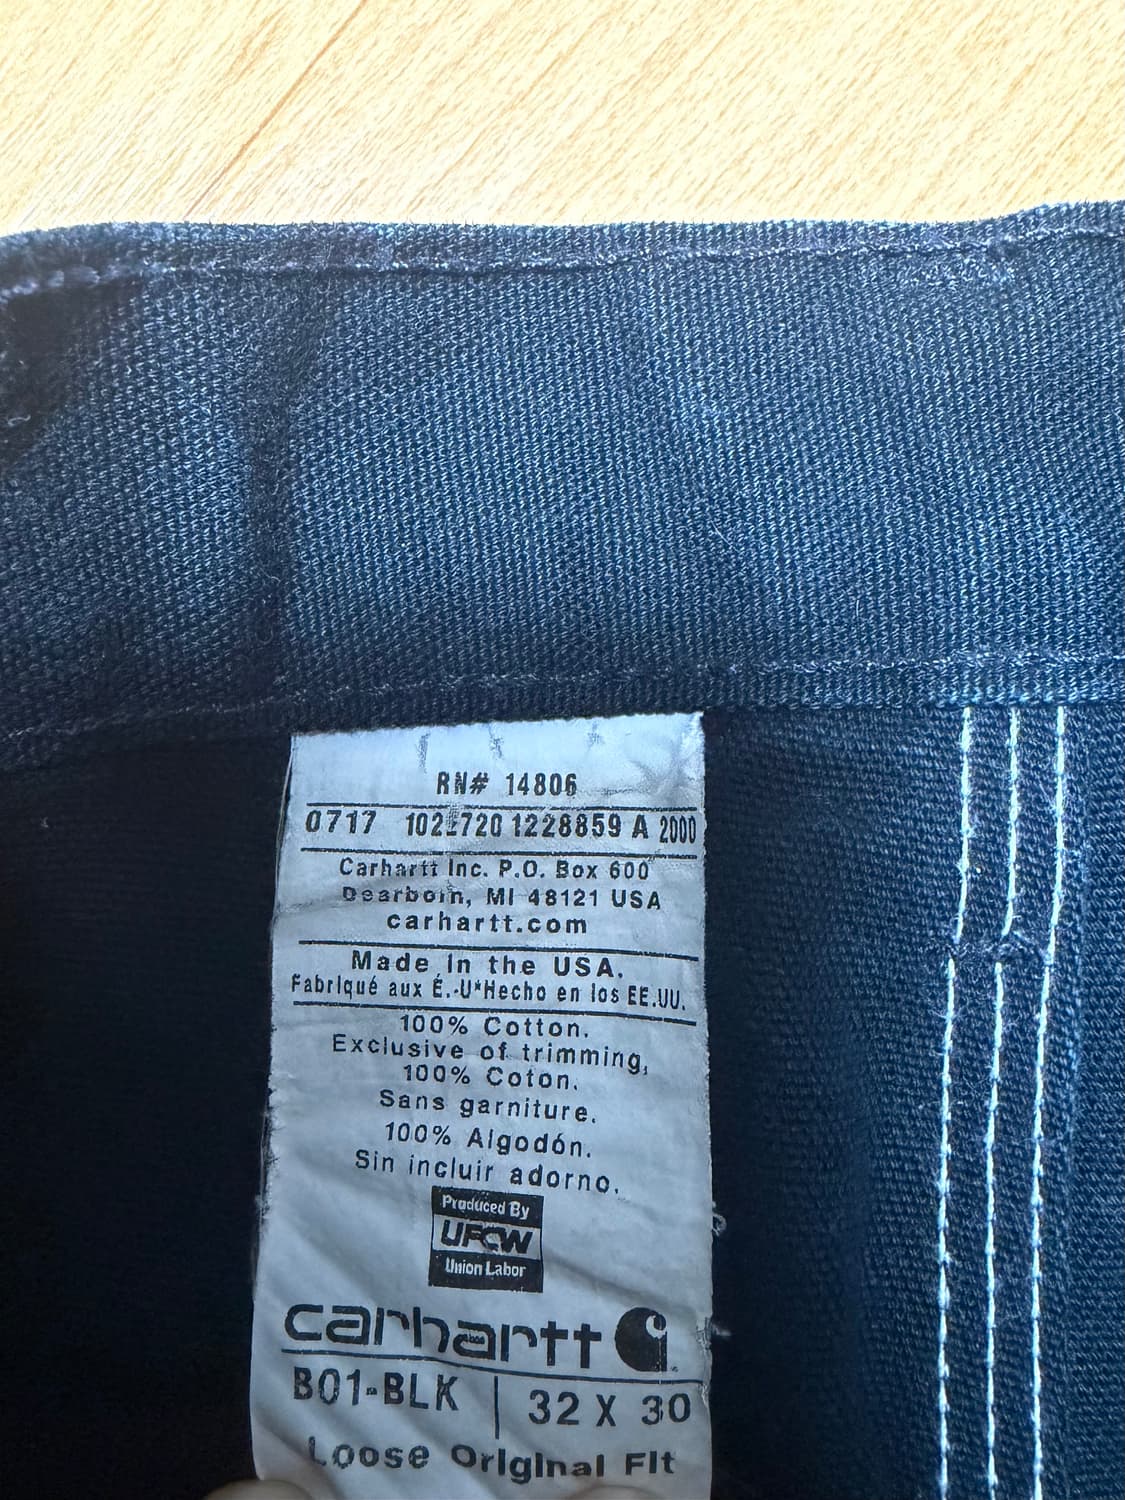 RN# 14806
0717 1228859 A 2000
Carhartt Inc. P.O. Box 600
Dearborn, MI 48121 USA
carhartt.com
Made In the USA.
Fabriqué aux É.-U*Hecho en los EE.UU.
100% Cotton.
Exclusive of trimming,
100% Coton.
Sans garniture.
100% Algodón.
Sin incluir adorno.
Produced By
UFCW
Union Labor
carhartt
B01-BLK 32 X 30
Loose Original Fit